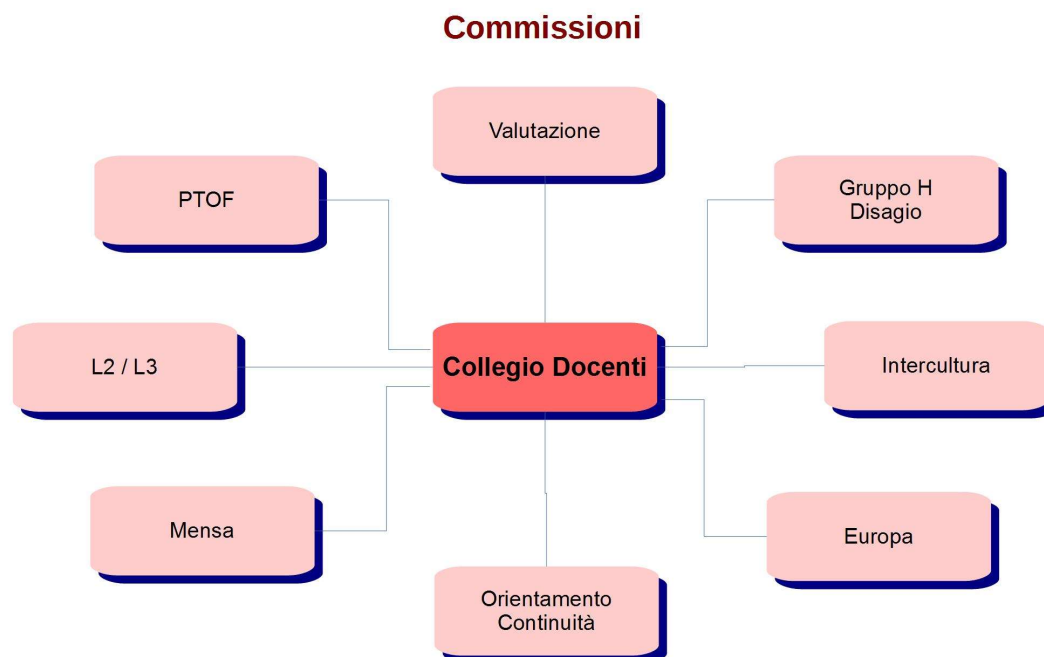 Commissioni
Valutazione
PTOF
Gruppo H
Disagio
L2 / L3
Collegio Docenti
Intercultura
Mensa
Europa
Orientamento
Continuità